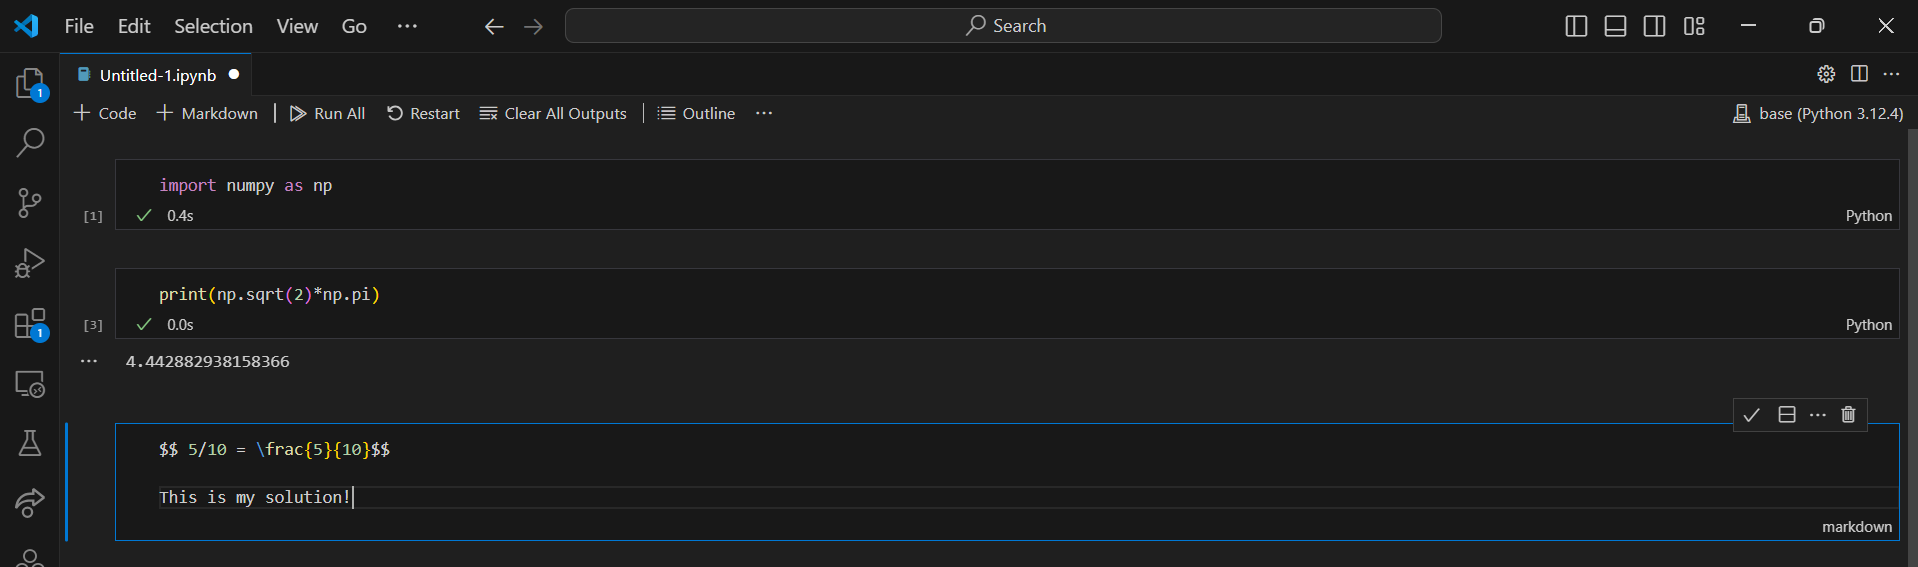 File Edit Selection View Go ··· Search
Untitled-1.ipynb
1
+ Code + Markdown | Run All Restart Clear All Outputs | Outline ··· base (Python 3.12.4)
import numpy as np
[1] 0.4s Python
print(np.sqrt(2)*np.pi)
[3] 0.0s Python
1
··· 4.442882938158366
$$ 5/10 = \frac{5}{10}$$
This is my solution!
markdown